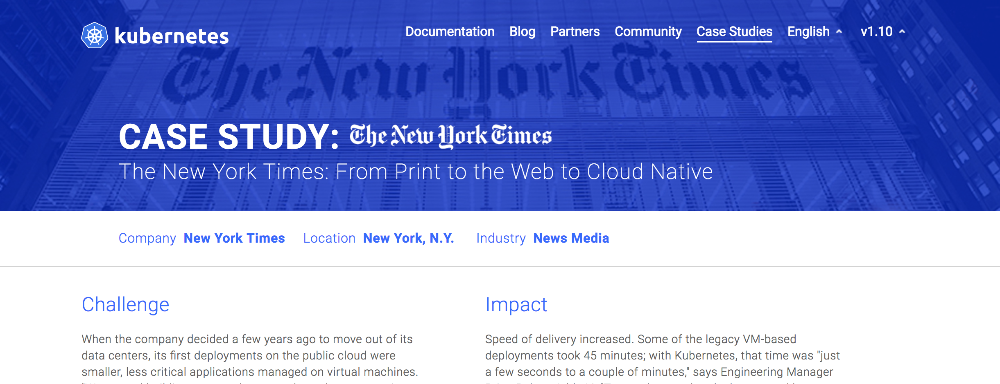 kubernetes
Documentation Blog Partners Community Case Studies English v1.10
The New York Times
CASE STUDY: The New York Times
The New York Times: From Print to the Web to Cloud Native
Company New York Times Location New York, N.Y. Industry News Media
Challenge
When the company decided a few years ago to move out of its
data centers, its first deployments on the public cloud were
smaller, less critical applications managed on virtual machines.
Impact
Speed of delivery increased. Some of the legacy VM-based
deployments took 45 minutes; with Kubernetes, that time was "just
a few seconds to a couple of minutes," says Engineering Manager